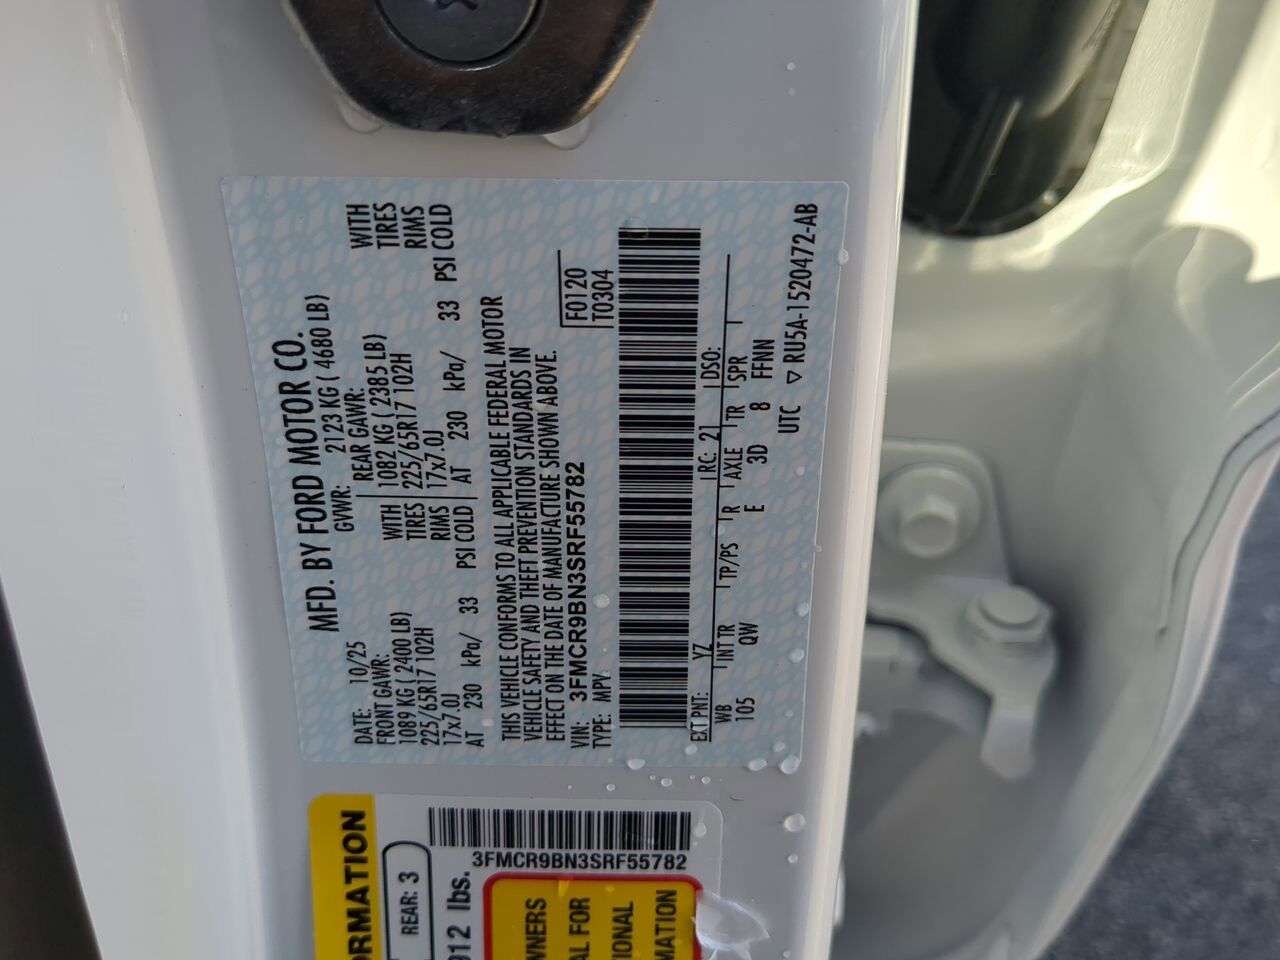 MFD. BY FORD MOTOR CO.
DATE: 10/25
GVWR: 2123 KG ( 4680 LB)
FRONT GAWR:
1089 KG ( 2400 LB)
225/65R17 102H
17x7.0J
AT 230 kPa/ 33 PSI COLD
WITH
TIRES
RIMS
REAR GAWR:
1082 KG ( 2385 LB)
225/65R17 102H
17x7.0J
AT 230 kPa/ 33 PSI COLD
WITH
TIRES
RIMS
THIS VEHICLE CONFORMS TO ALL APPLICABLE FEDERAL MOTOR
VEHICLE SAFETY AND THEFT PREVENTION STANDARDS IN
EFFECT ON THE DATE OF MANUFACTURE SHOWN ABOVE.
VIN: 3FMCR9BN3SRF55782
TYPE: MPV
F0120
T0304
EXT PNT: YZ RC: 21 DSO:
WB INT TR TP/PS R AXLE TR SPR
105 QW E 3D 8 FFNN
UTC ▽ RU5A-1520472-AB
3FMCR9BN3SRF55782
ORMATION
REAR: 3
912 lbs.
WNERS
AL FOR
IONAL
MATION